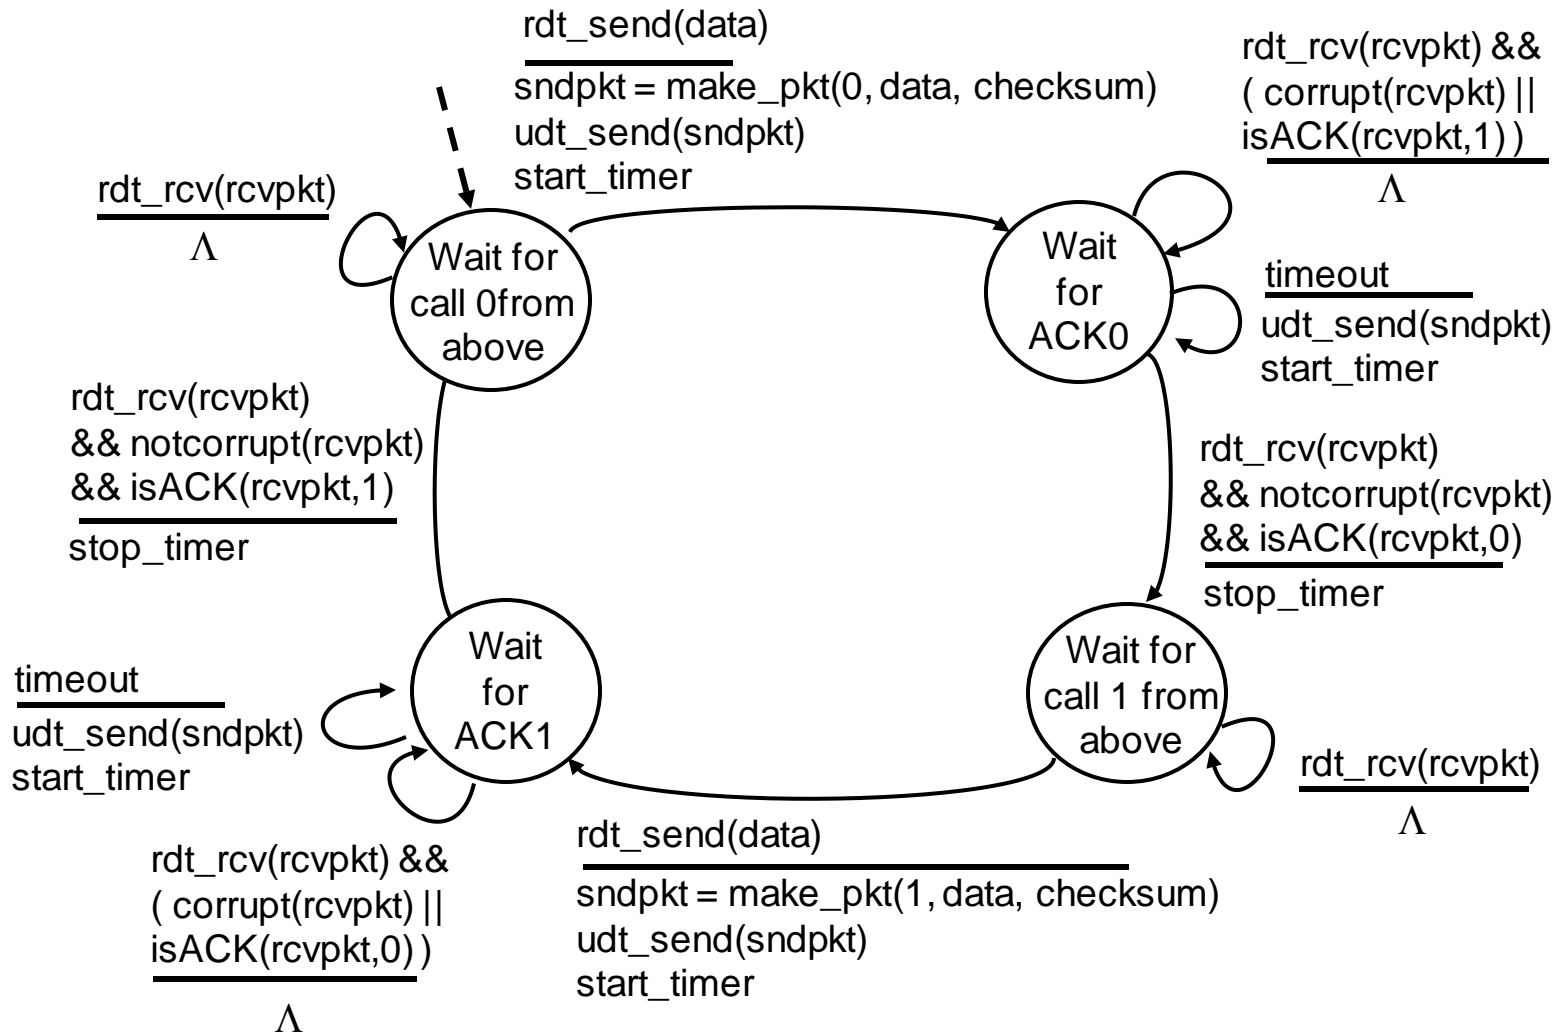 rdt_send(data)
sndpkt = make_pkt(0, data, checksum)
udt_send(sndpkt)
start_timer
rdt_rcv(rcvpkt) &&
( corrupt(rcvpkt) ||
isACK(rcvpkt,1) )
Λ
rdt_rcv(rcvpkt)
Λ
Wait for
call 0from
above
Wait
for
ACK0
timeout
udt_send(sndpkt)
start_timer
rdt_rcv(rcvpkt)
&& notcorrupt(rcvpkt)
&& isACK(rcvpkt,1)
stop_timer
rdt_rcv(rcvpkt)
&& notcorrupt(rcvpkt)
&& isACK(rcvpkt,0)
stop_timer
timeout
udt_send(sndpkt)
start_timer
Wait
for
ACK1
Wait for
call 1 from
above
rdt_rcv(rcvpkt)
Λ
rdt_rcv(rcvpkt) &&
( corrupt(rcvpkt) ||
isACK(rcvpkt,0) )
Λ
rdt_send(data)
sndpkt = make_pkt(1, data, checksum)
udt_send(sndpkt)
start_timer